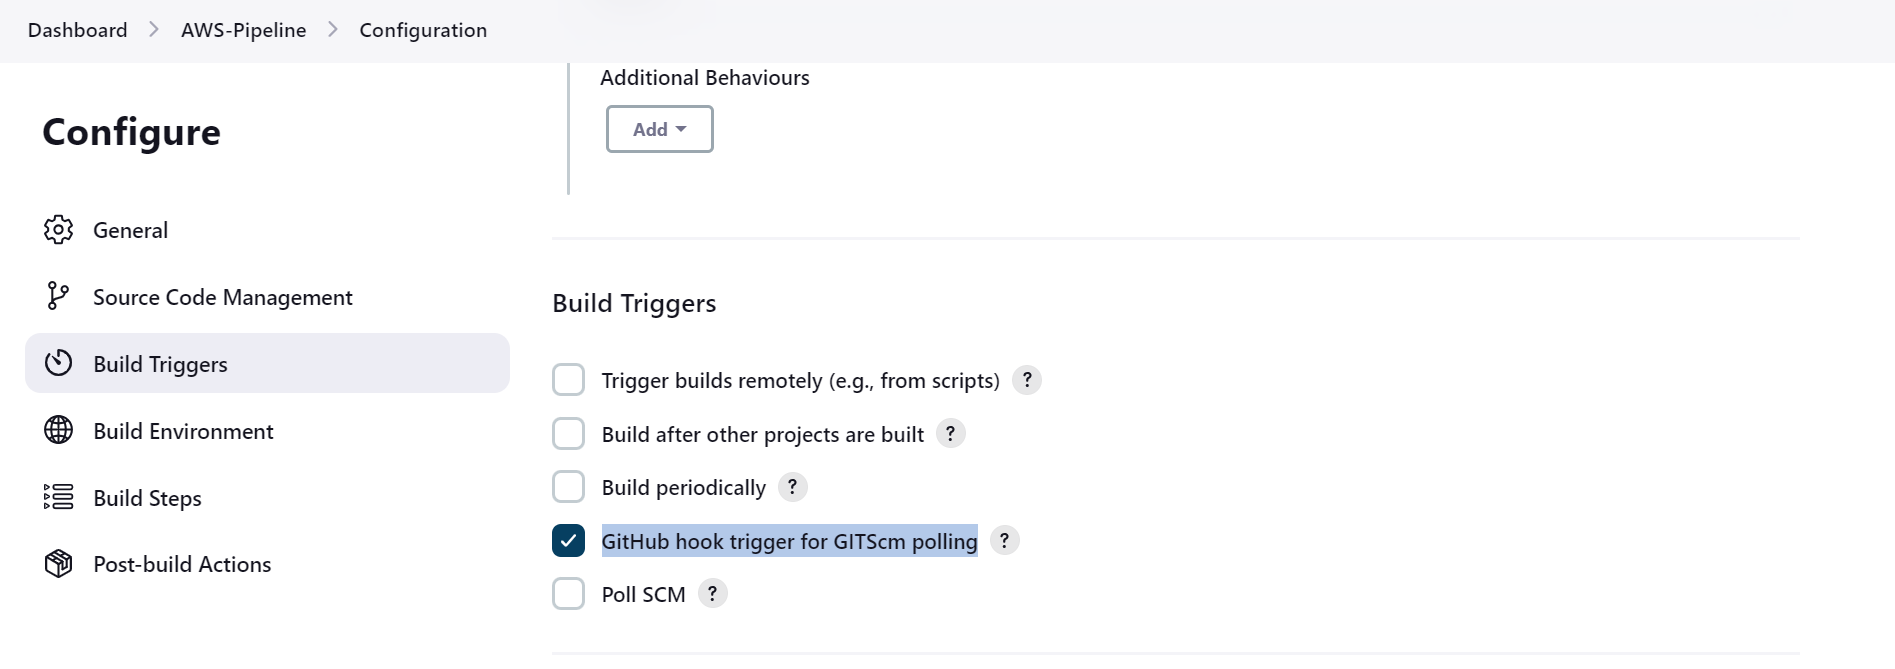 Dashboard > AWS-Pipeline > Configuration
Configure
General
Source Code Management
Build Triggers
Build Environment
Build Steps
Post-build Actions
Additional Behaviours
Add
Build Triggers
Trigger builds remotely (e.g., from scripts) ?
Build after other projects are built ?
Build periodically ?
GitHub hook trigger for GITScm polling ?
Poll SCM ?